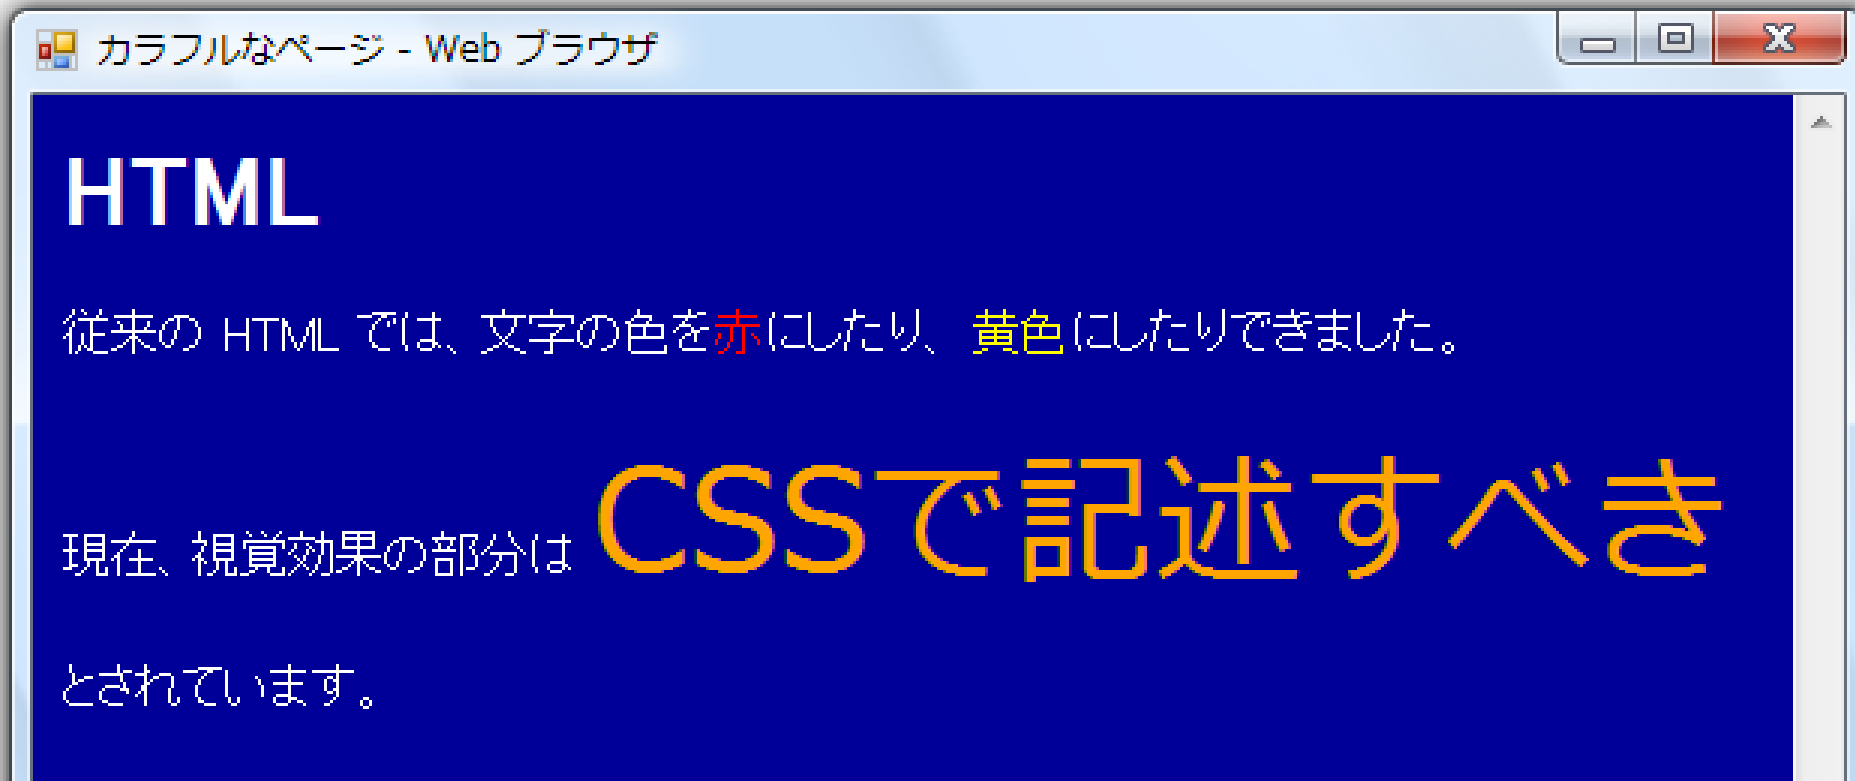 カラフルなページ - Web ブラウザ
HTML
従来の HTML では、文字の色を赤にしたり、黄色にしたりできました。
現在、視覚効果の部分は CSSで記述すべき
とされています。